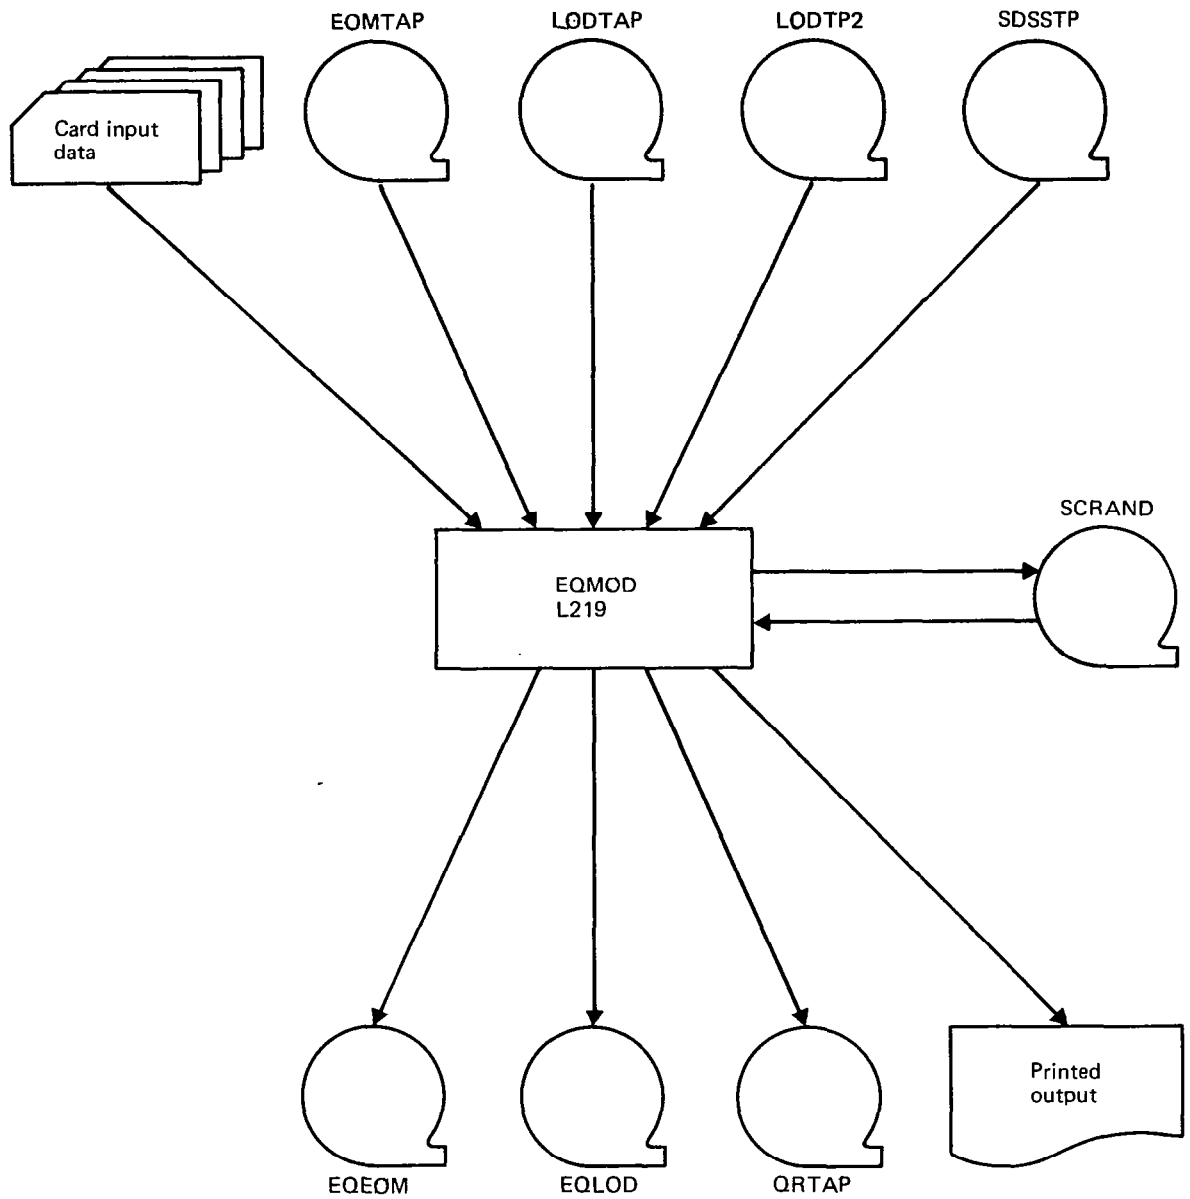 EOMTAP
LODTAP
LODTP2
SDSSTP
Card input
data
SCRAND
EQMOD
L219
Printed
output
EQEOM
EQLOD
QRTAP